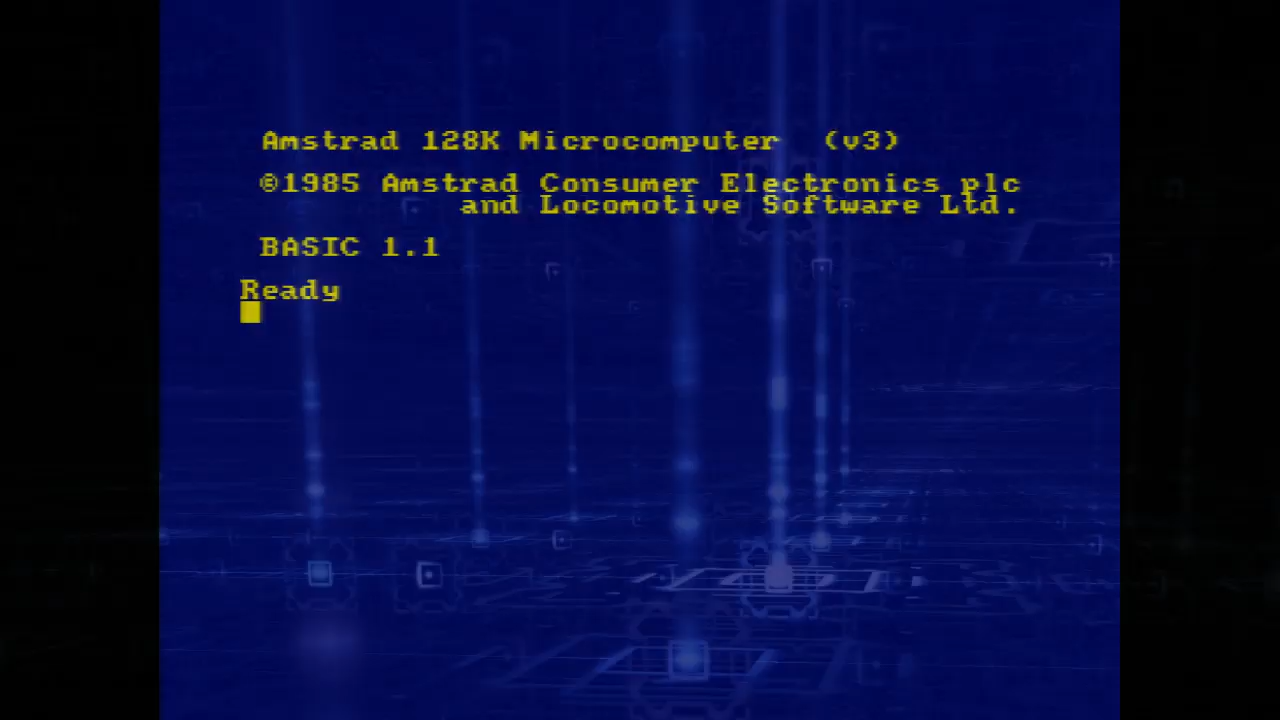 Amstrad 128K Microcomputer  (v3)
©1985 Amstrad Consumer Electronics plc
and Locomotive Software Ltd.
BASIC 1.1
Ready